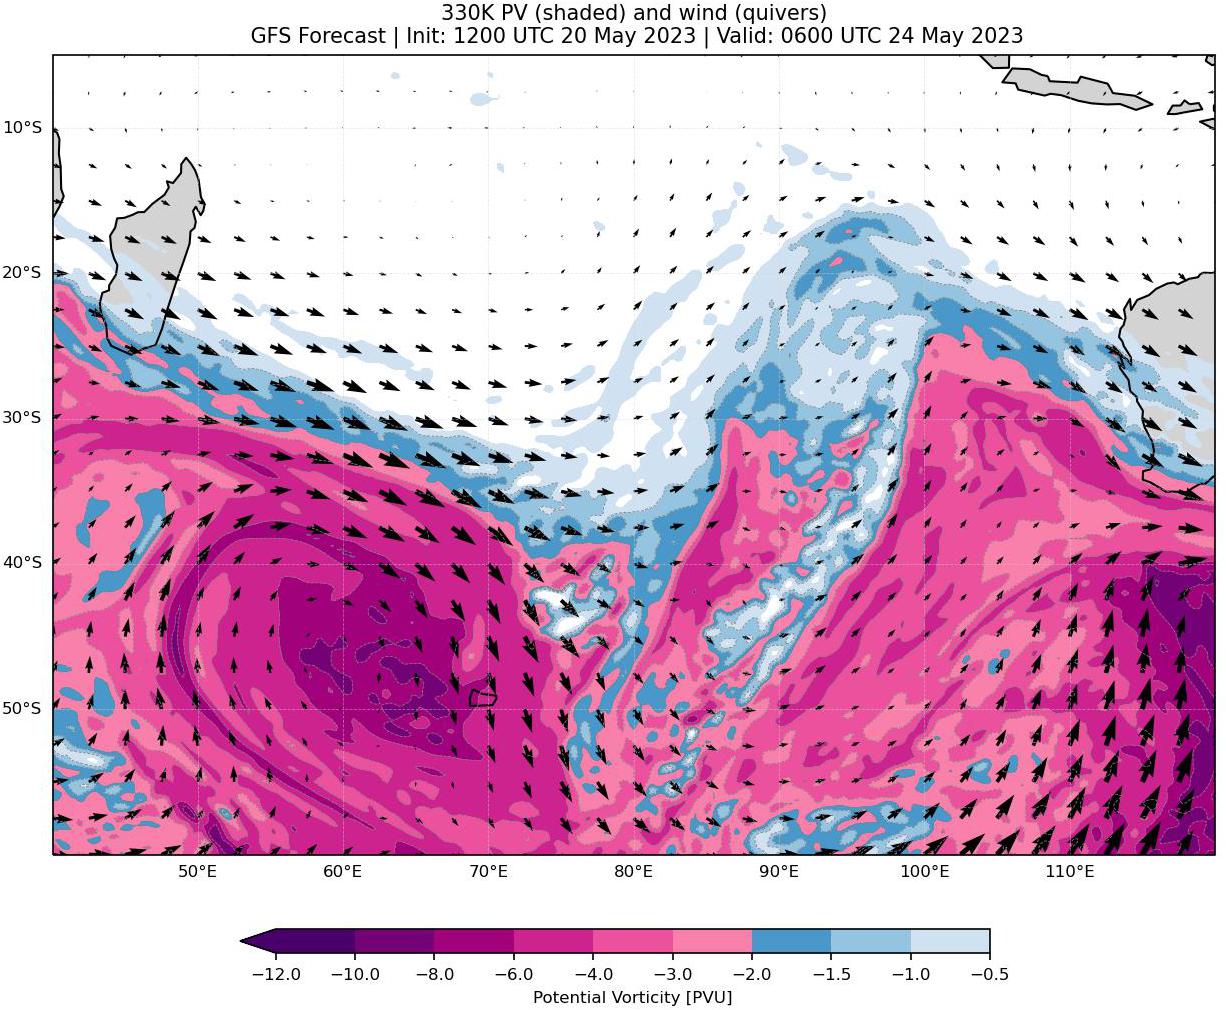 330K PV (shaded) and wind (quivers)
GFS Forecast | Init: 1200 UTC 20 May 2023 | Valid: 0600 UTC 24 May 2023
10°S
20°S
30°S
40°S
50°S
50°E 60°E 70°E 80°E 90°E 100°E 110°E
−12.0 −10.0 −8.0 −6.0 −4.0 −3.0 −2.0 −1.5 −1.0 −0.5
Potential Vorticity [PVU]